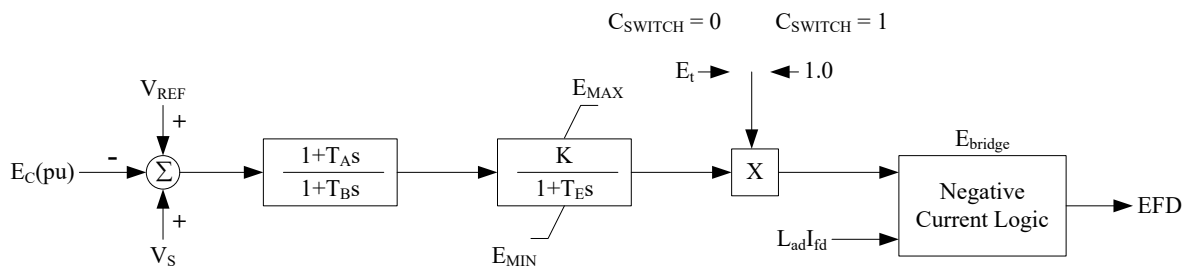 C_SWITCH = 0
C_SWITCH = 1
E_t
1.0
V_REF
+
E_MAX
E_C(pu)
-
Σ
1+T_As
1+T_Bs
K
1+T_Es
X
E_bridge
Negative
Current Logic
EFD
+
V_S
E_MIN
L_adI_fd